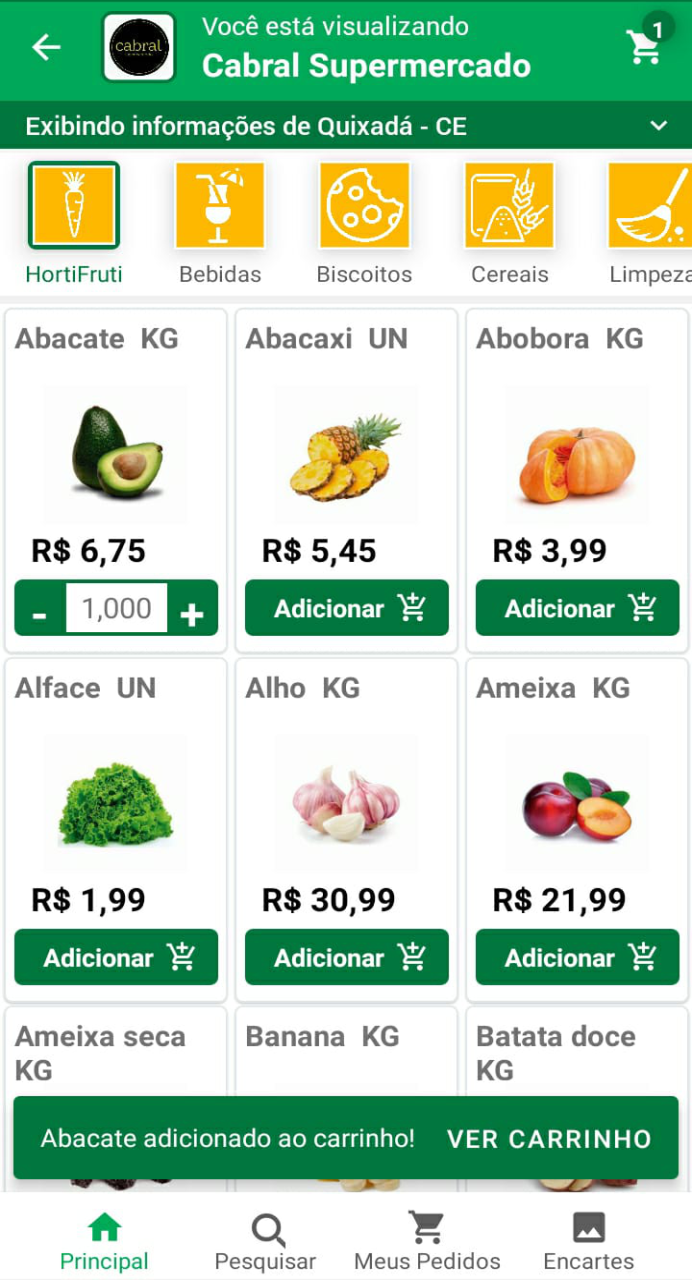 Você está visualizando
cabral
Cabral Supermercado
1
Exibindo informações de Quixadá - CE
HortiFruti
Bebidas
Biscoitos
Cereais
Limpeza
Abacate KG
Abacaxi UN
Abobora KG
R$ 6,75
R$ 5,45
R$ 3,99
- 1,000 +
Adicionar
Adicionar
Alface UN
Alho KG
Ameixa KG
R$ 1,99
R$ 30,99
R$ 21,99
Adicionar
Adicionar
Adicionar
Ameixa seca
KG
Banana KG
Batata doce
KG
Abacate adicionado ao carrinho!
VER CARRINHO
Principal
Pesquisar
Meus Pedidos
Encartes